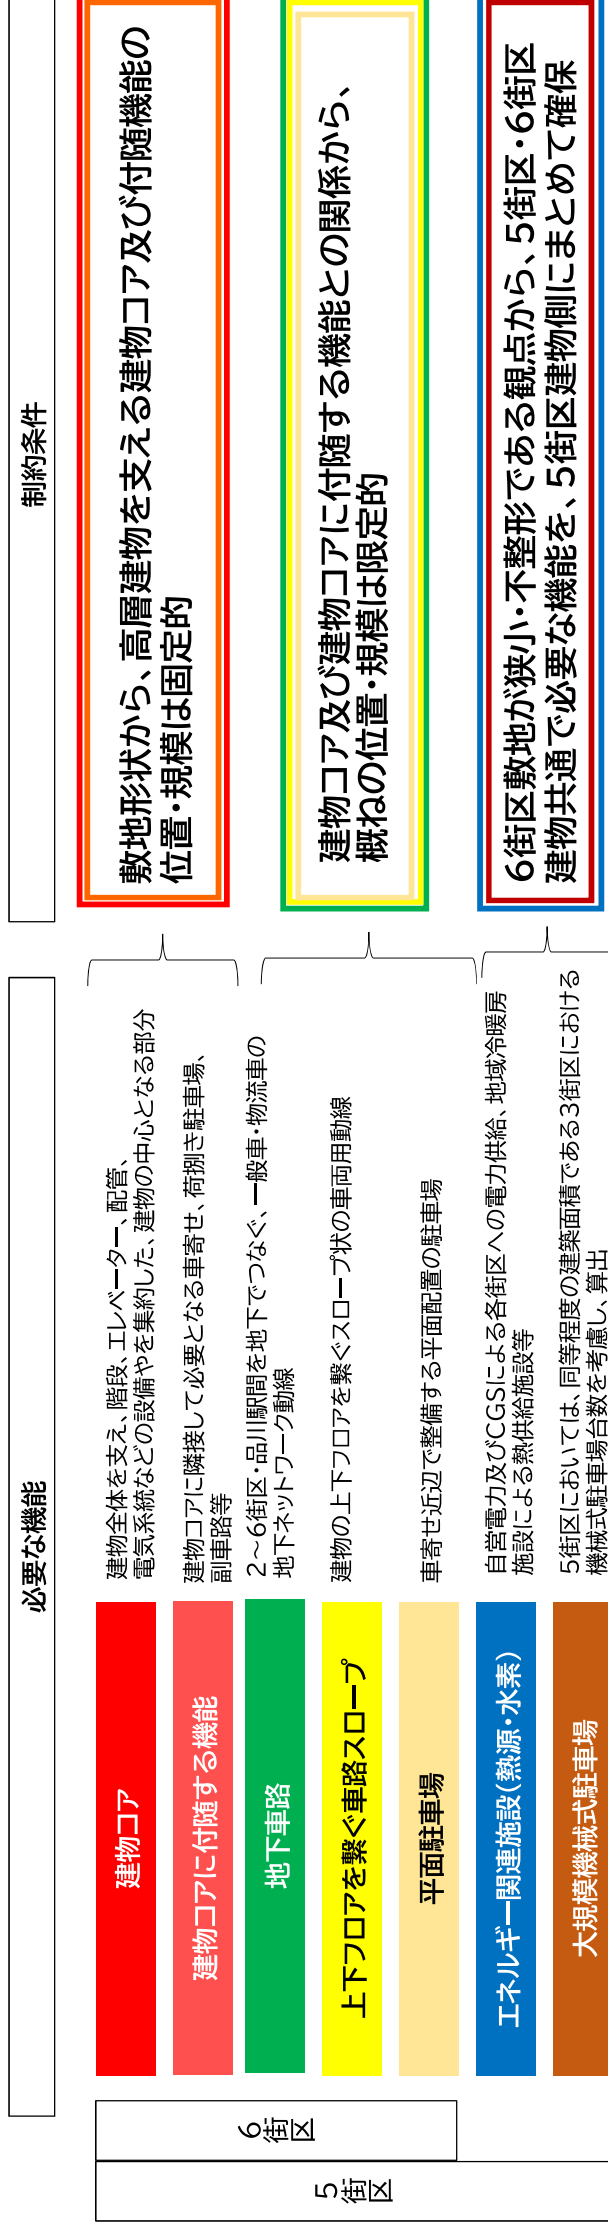 必要な機能
制約条件
5街区
6街区
建物コア
建物全体を支え、階段、エレベーター、配管、
電気系統などの設備やを集約した、建物の中心となる部分
建物コアに付随する機能
建物コアに隣接して必要となる車寄せ、荷捌き駐車場、
副車路等
敷地形状から、高層建物を支える建物コア及び付随機能の
位置・規模は固定的
地下車路
2～6街区・品川駅間を地下でつなぐ、一般車・物流車の
地下ネットワーク動線
上下フロアを繋ぐ車路スロープ
建物の上下フロアを繋ぐスロープ状の車両用動線
平面駐車場
車寄せ近辺で整備する平面配置の駐車場
建物コア及び建物コアに付随する機能との関係から、
概ねの位置・規模は限定的
エネルギー関連施設（熱源・水素）
自営電力及びCGSによる各街区への電力供給、地域冷暖房
施設による熱供給施設等
大規模機械式駐車場
5街区においては、同等程度の建築面積である3街区における
機械式駐車場台数を考慮し、算出
6街区敷地が狭小・不整形である観点から、5街区・6街区
建物共通で必要な機能を、5街区建物側にまとめて確保